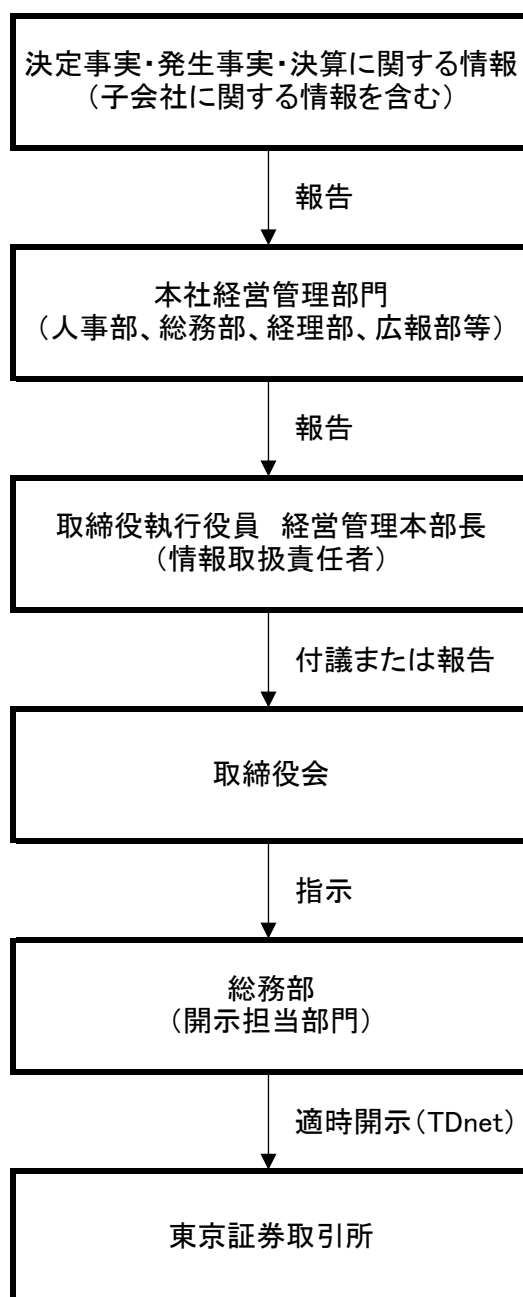 決定事実・発生事実・決算に関する情報
（子会社に関する情報を含む）
報告
本社経営管理部門
（人事部、総務部、経理部、広報部等）
報告
取締役執行役員　経営管理本部長
（情報取扱責任者）
付議または報告
取締役会
指示
総務部
（開示担当部門）
適時開示（TDnet）
東京証券取引所